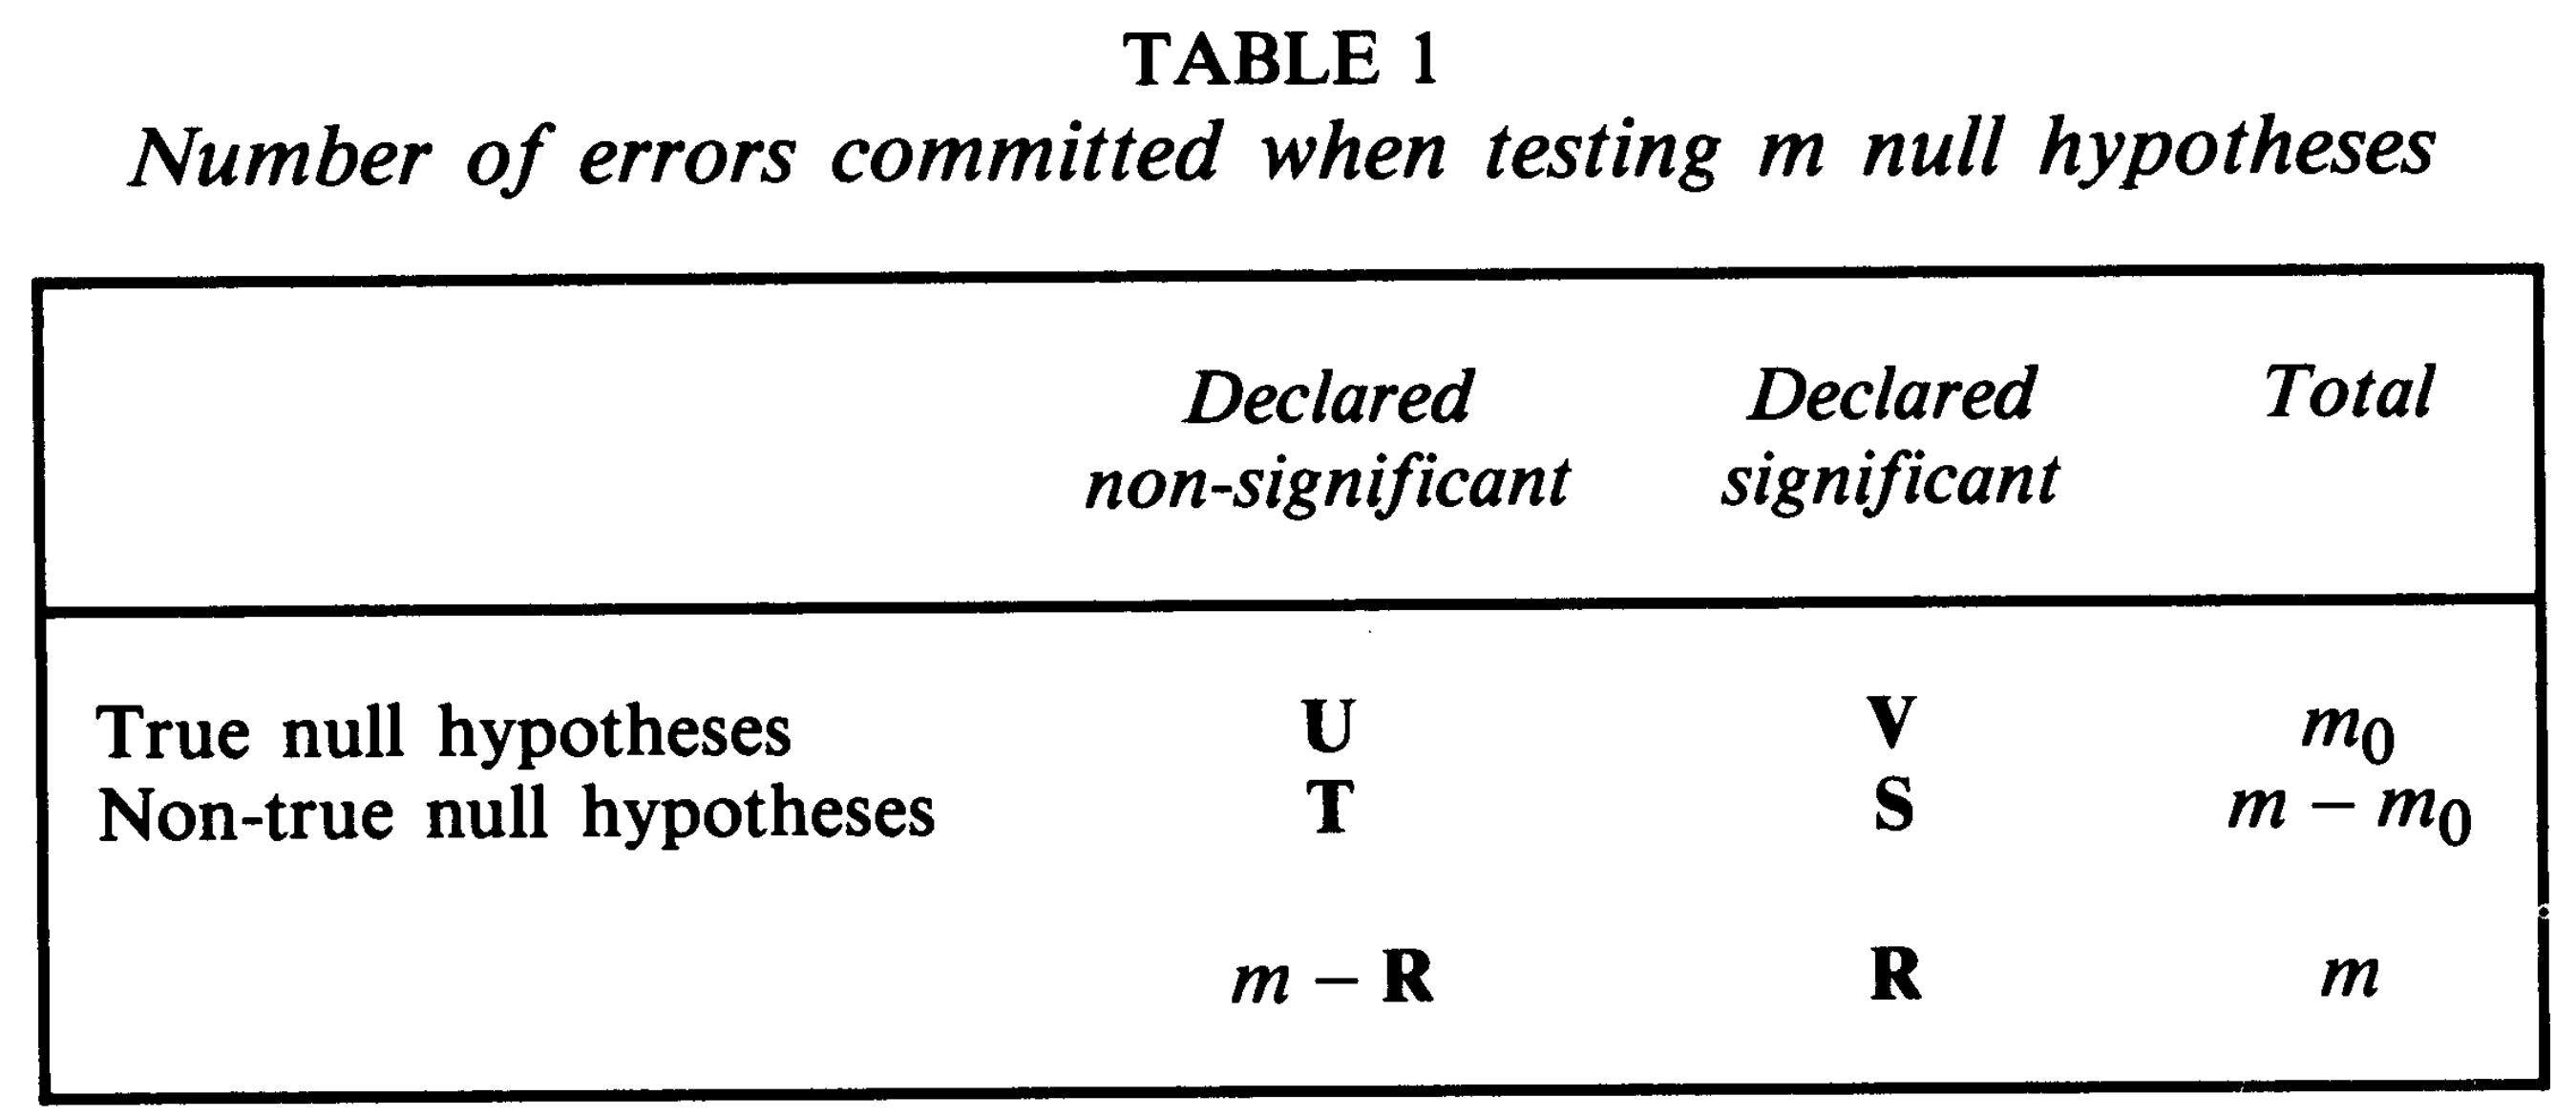 TABLE 1
Number of errors committed when testing m null hypotheses
Declared non-significant Declared significant Total
True null hypotheses U V m₀
Non-true null hypotheses T S m − m₀
m − R R m